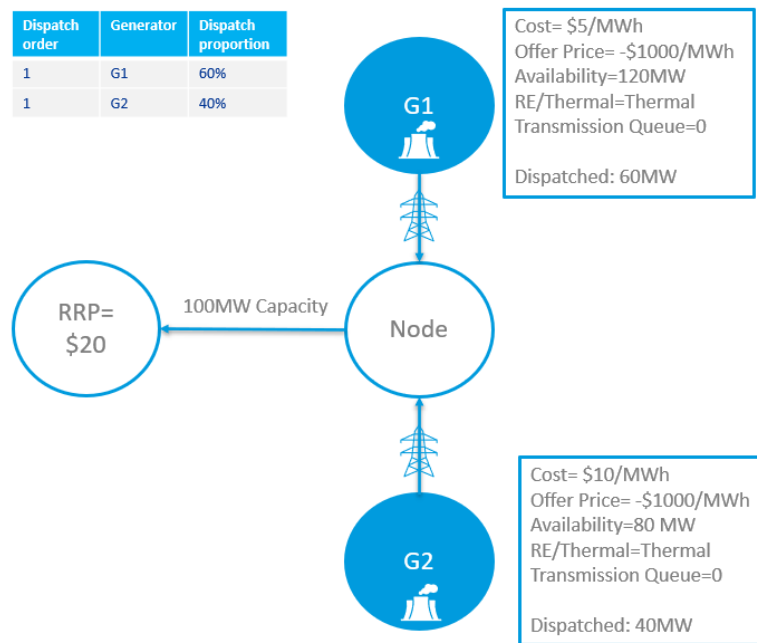 Dispatch order Generator Dispatch proportion
1 G1 60%
1 G2 40%
G1
Cost= $5/MWh
Offer Price= -$1000/MWh
Availability=120MW
RE/Thermal=Thermal
Transmission Queue=0
Dispatched: 60MW
RRP=
$20
100MW Capacity
Node
G2
Cost= $10/MWh
Offer Price= -$1000/MWh
Availability=80 MW
RE/Thermal=Thermal
Transmission Queue=0
Dispatched: 40MW